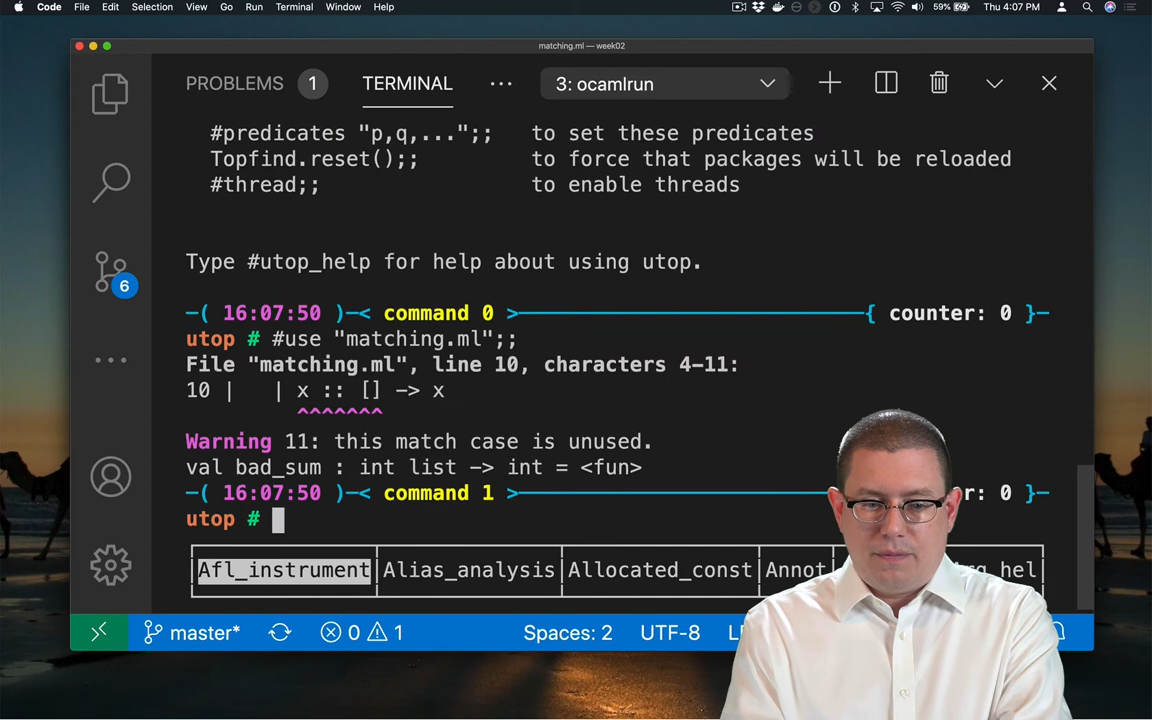 Code File Edit Selection View Go Run Terminal Window Help 59% Thu 4:07 PM
matching.ml — week02
PROBLEMS 1 TERMINAL ··· 3: ocamlrun
#predicates "p,q,...";; to set these predicates
Topfind.reset();; to force that packages will be reloaded
#thread;; to enable threads
Type #utop_help for help about using utop.
─( 16:07:50 )─< command 0 >──────────{ counter: 0 }─
utop # #use "matching.ml";;
File "matching.ml", line 10, characters 4-11:
10 |   | x :: [] -> x
^^^^^^^
Warning 11: this match case is unused.
val bad_sum : int list -> int = <fun>
─( 16:07:50 )─< command 1 >──────────r: 0 }─
utop #
6
Afl_instrument│Alias_analysis│Allocated_const│Annot
master* 0 1 Spaces: 2 UTF-8